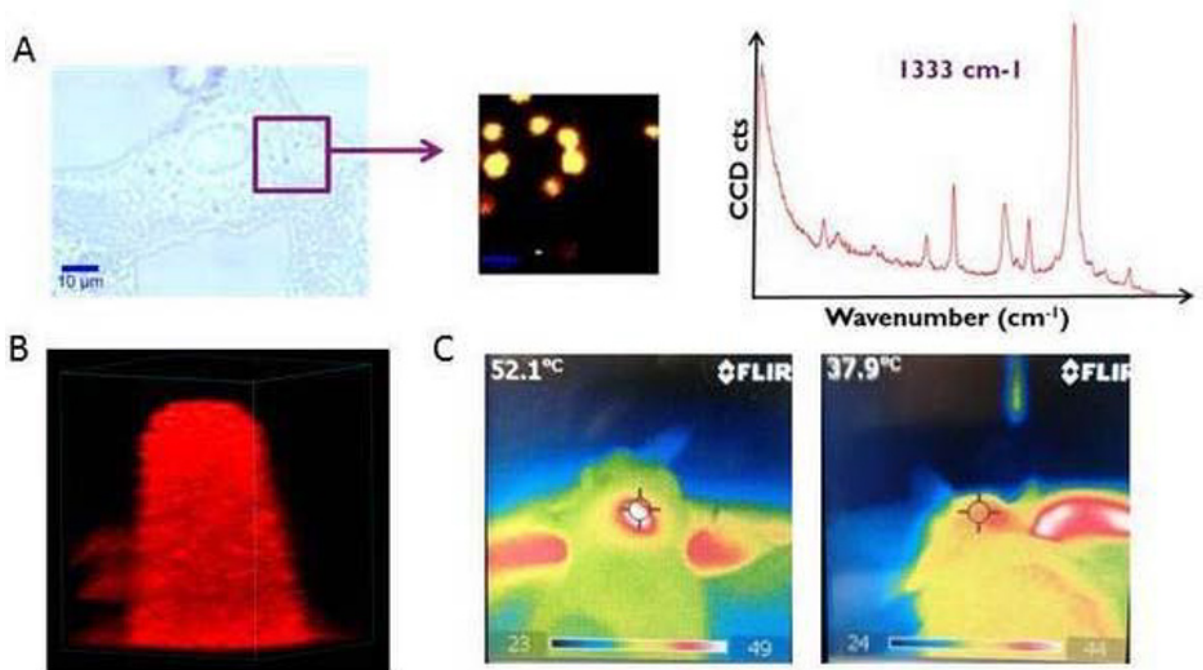 A
10 µm
1333 cm-1
CCD cts
Wavenumber (cm⁻¹)
B
C
52.1°C
FLIR
23
49
37.9°C
FLIR
24
44